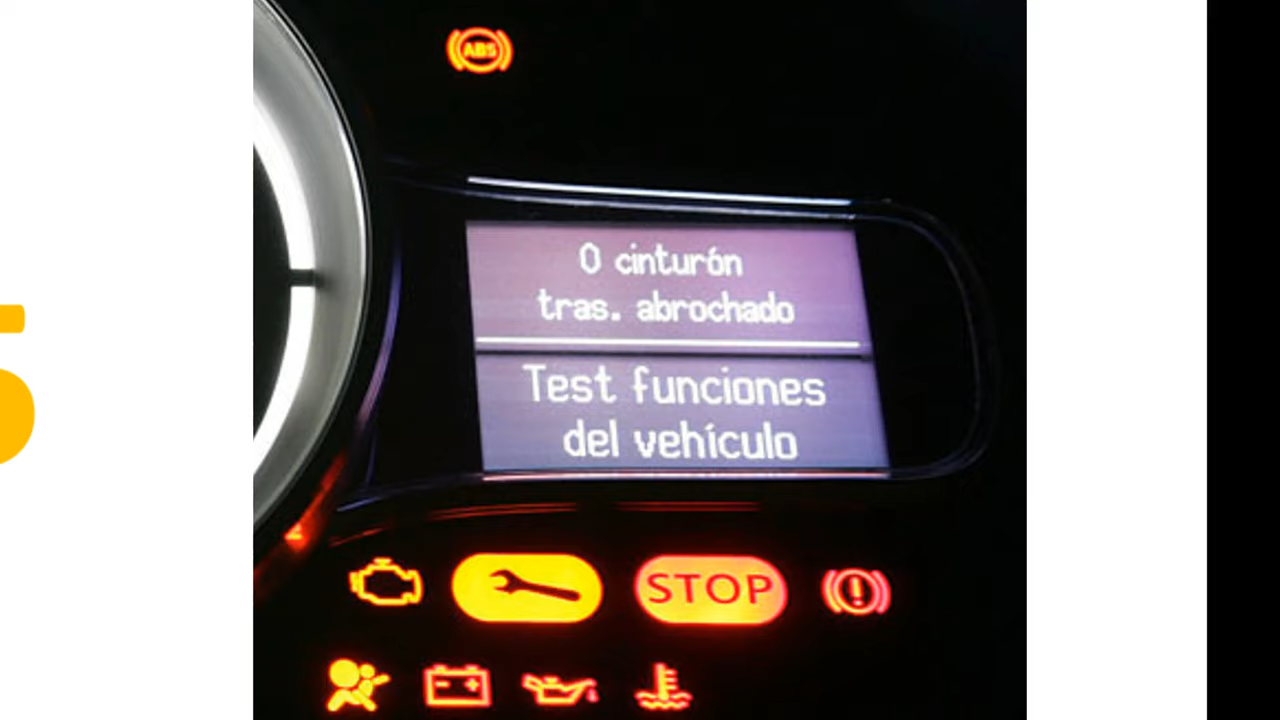 ABS
0 cinturón
tras. abrochado
Test funciones
del vehículo
STOP